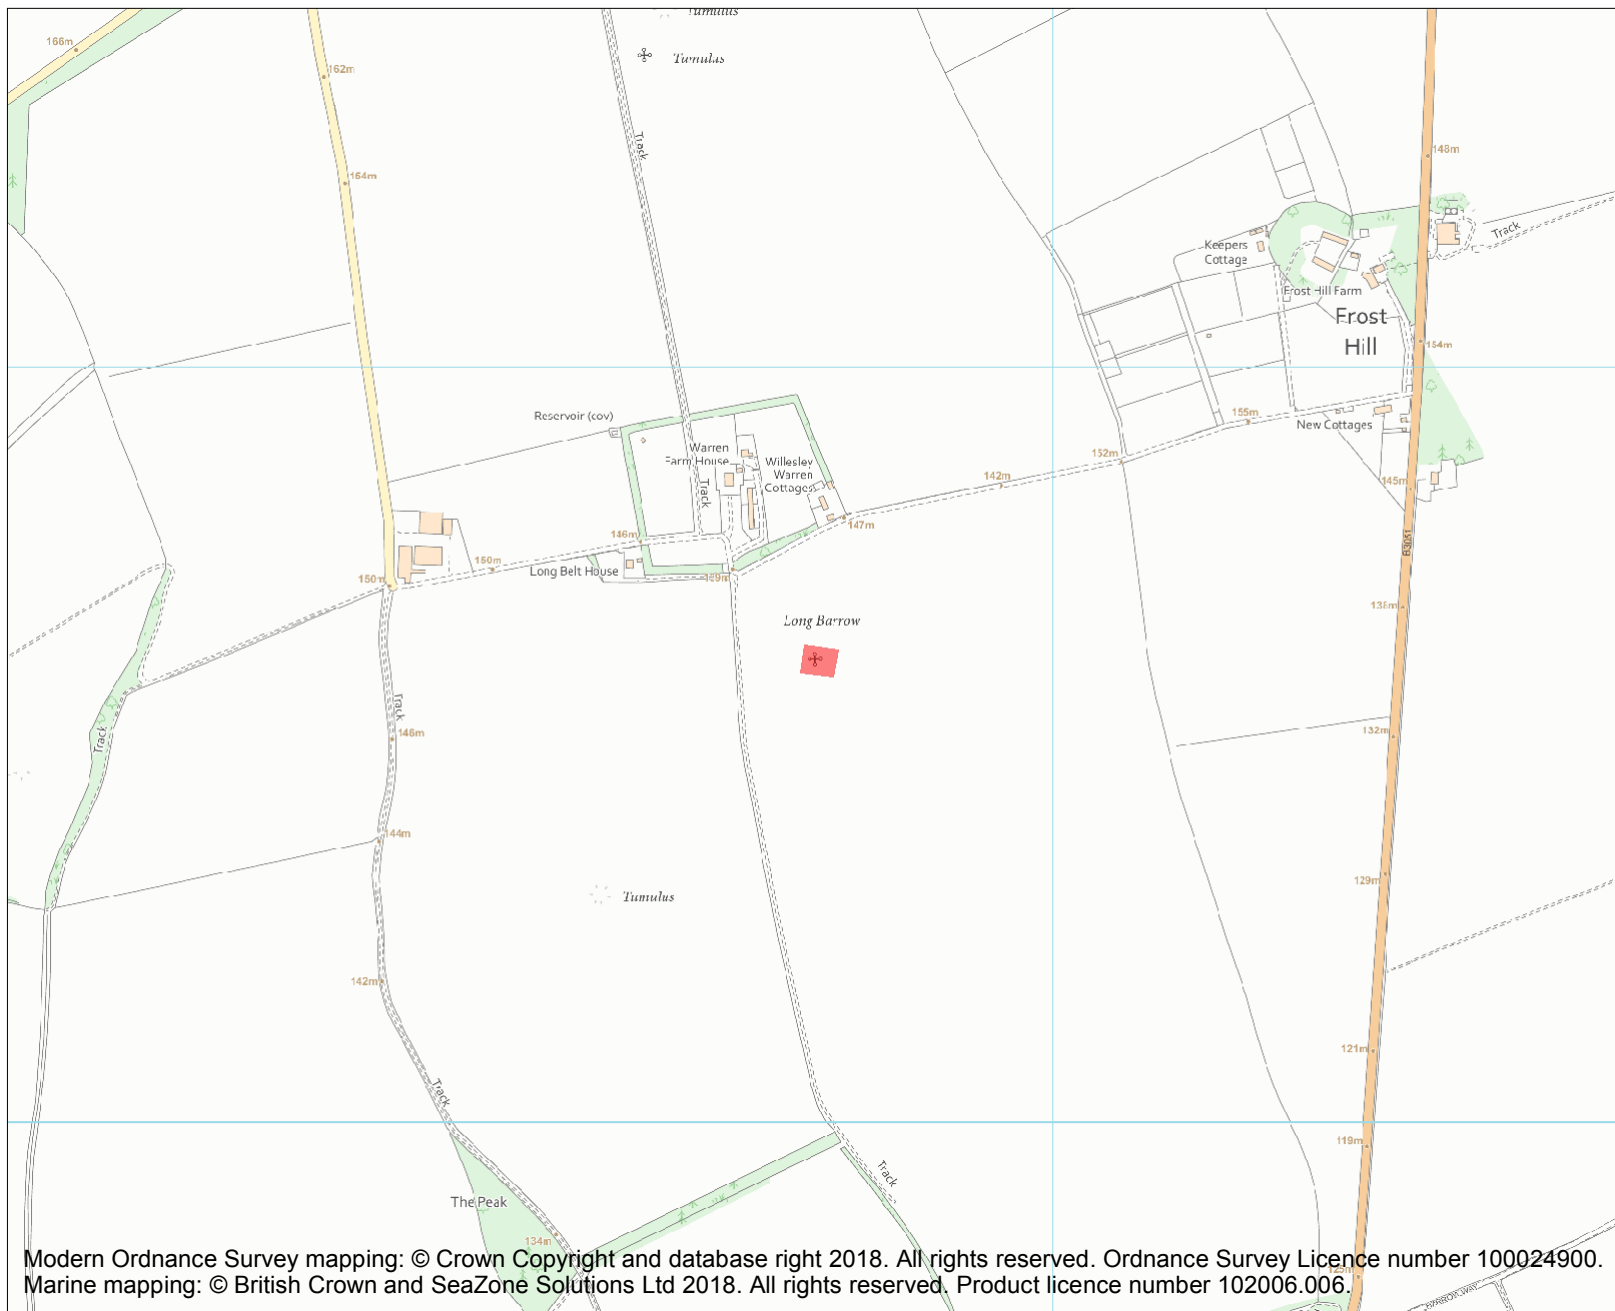 Tumulus
166m
Tumulas
162m
Track
148m
164m
Track
Keepers
Cottage
Frost Hill Farm
Frost
Hill
154m
Reservoir (cov)
155m
New Cottages
Warren
Farm House
Willesley
Warren
Cottages
152m
142m
145m
Track
147m
146m
B3051
150m
Long Belt House
150m
149m
138m
Long Barrow
Track
146m
132m
Track
144m
129m
Tumulus
142m
121m
Track
119m
Track
The Peak
134m
Modern Ordnance Survey mapping: © Crown Copyright and database right 2018. All rights reserved. Ordnance Survey Licence number 100024900.
125m
Marine mapping: © British Crown and SeaZone Solutions Ltd 2018. All rights reserved. Product licence number 102006.006.